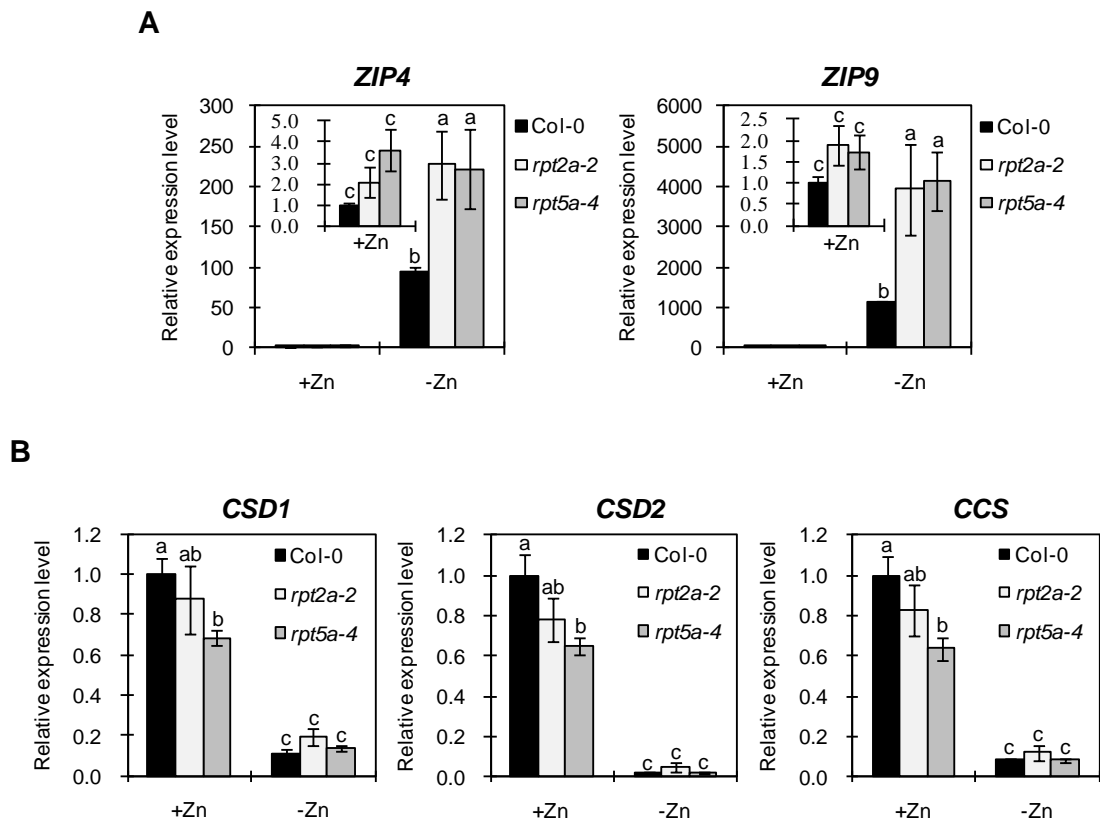 A
ZIP4
Relative expression level
300
250
200
150
100
50
0
5.0
4.0
3.0
2.0
1.0
0.0
c
c
c
+Zn
b
a
a
Col-0
rpt2a-2
rpt5a-4
+Zn
-Zn
ZIP9
Relative expression level
6000
5000
4000
3000
2000
1000
0
2.5
2.0
1.5
1.0
0.5
0.0
c
c
c
+Zn
b
a
a
Col-0
rpt2a-2
rpt5a-4
+Zn
-Zn
B
CSD1
Relative expression level
1.2
1.0
0.8
0.6
0.4
0.2
0.0
a
ab
b
c
c
c
Col-0
rpt2a-2
rpt5a-4
+Zn
-Zn
CSD2
Relative expression level
1.2
1.0
0.8
0.6
0.4
0.2
0.0
a
ab
b
c
c
c
Col-0
rpt2a-2
rpt5a-4
+Zn
-Zn
CCS
Relative expression level
1.2
1.0
0.8
0.6
0.4
0.2
0.0
a
ab
b
c
c
c
Col-0
rpt2a-2
rpt5a-4
+Zn
-Zn